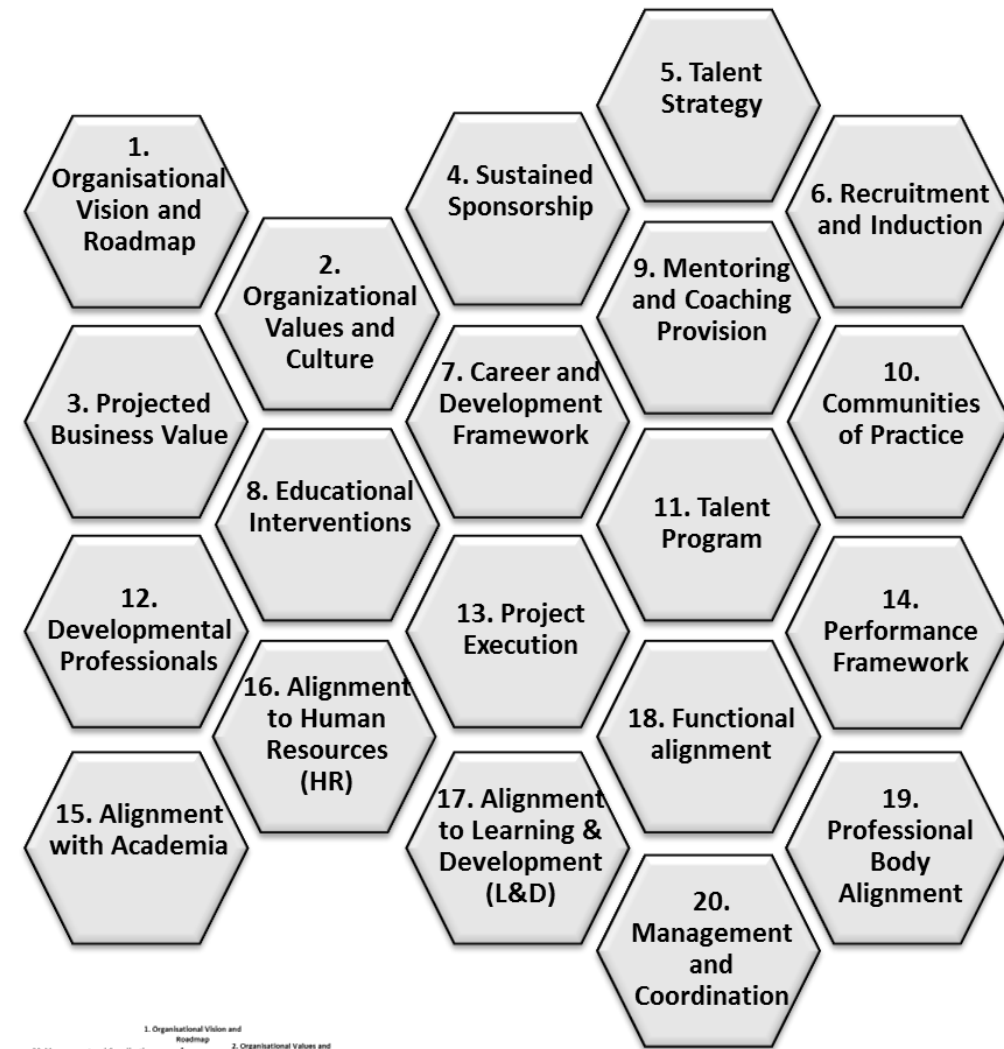 1.
Organisational
Vision and
Roadmap
2.
Organizational
Values and
Culture
3. Projected
Business Value
4. Sustained
Sponsorship
5. Talent
Strategy
6. Recruitment
and Induction
7. Career and
Development
Framework
8. Educational
Interventions
9. Mentoring
and Coaching
Provision
10.
Communities
of Practice
11. Talent
Program
12.
Developmental
Professionals
13. Project
Execution
14.
Performance
Framework
15. Alignment
with Academia
16. Alignment
to Human
Resources
(HR)
17. Alignment
to Learning &
Development
(L&D)
18. Functional
alignment
19.
Professional
Body
Alignment
20.
Management
and
Coordination
1. Organisational Vision and
Roadmap
2. Organisational Values and